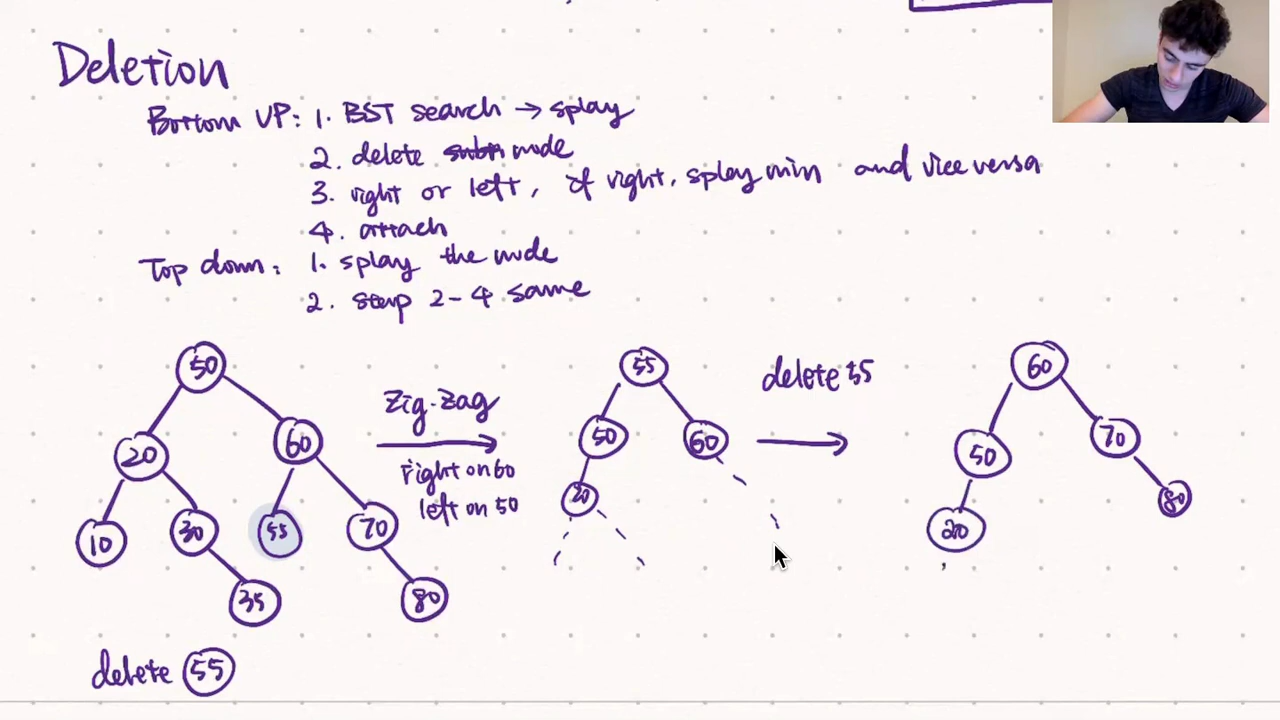 Deletion
Bottom UP: 1. BST search → splay
2. delete node
3. right or left, if right, splay min and vice versa
4. attach
Top down: 1. splay the node
2. step 2-4 same
50
20
60
10
30
55
70
35
80
delete 55
Zig-Zag
right on 60
left on 50
55
50
60
20
delete 55
60
50
70
20
80